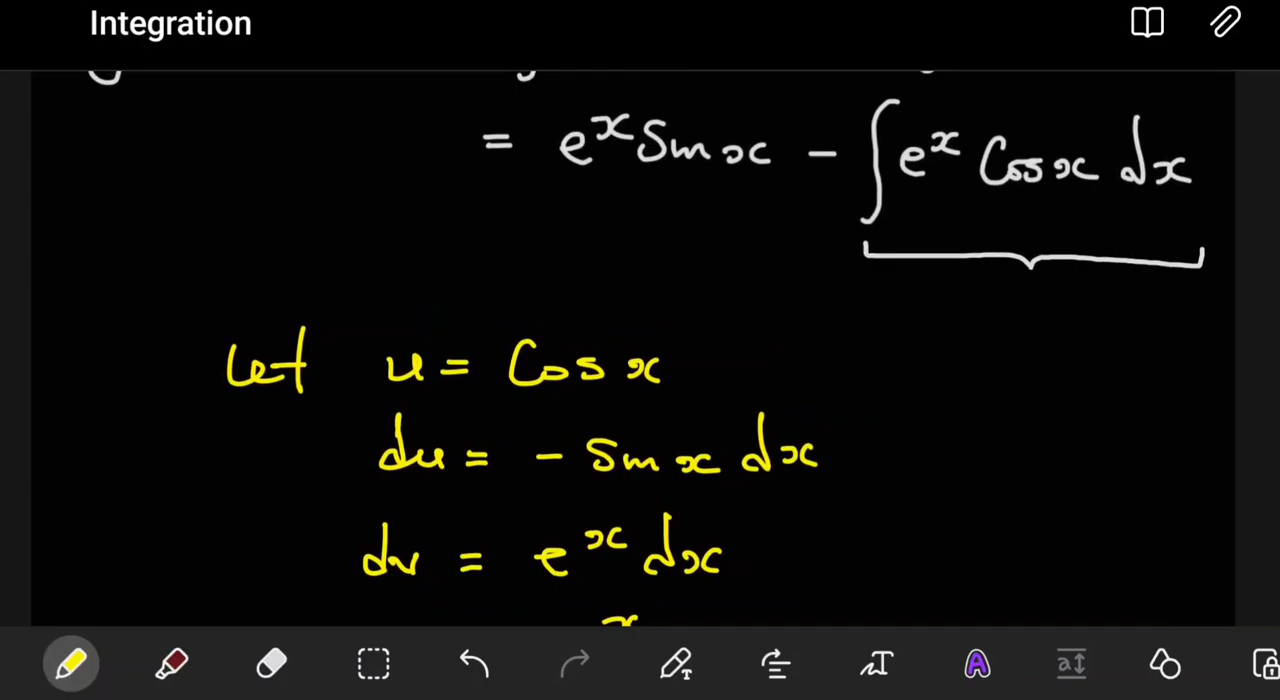 Integration
= e^x Sin x - ∫ e^x Cos x dx
Let u = Cos x
du = - Sin x dx
dv = e^x dx
x